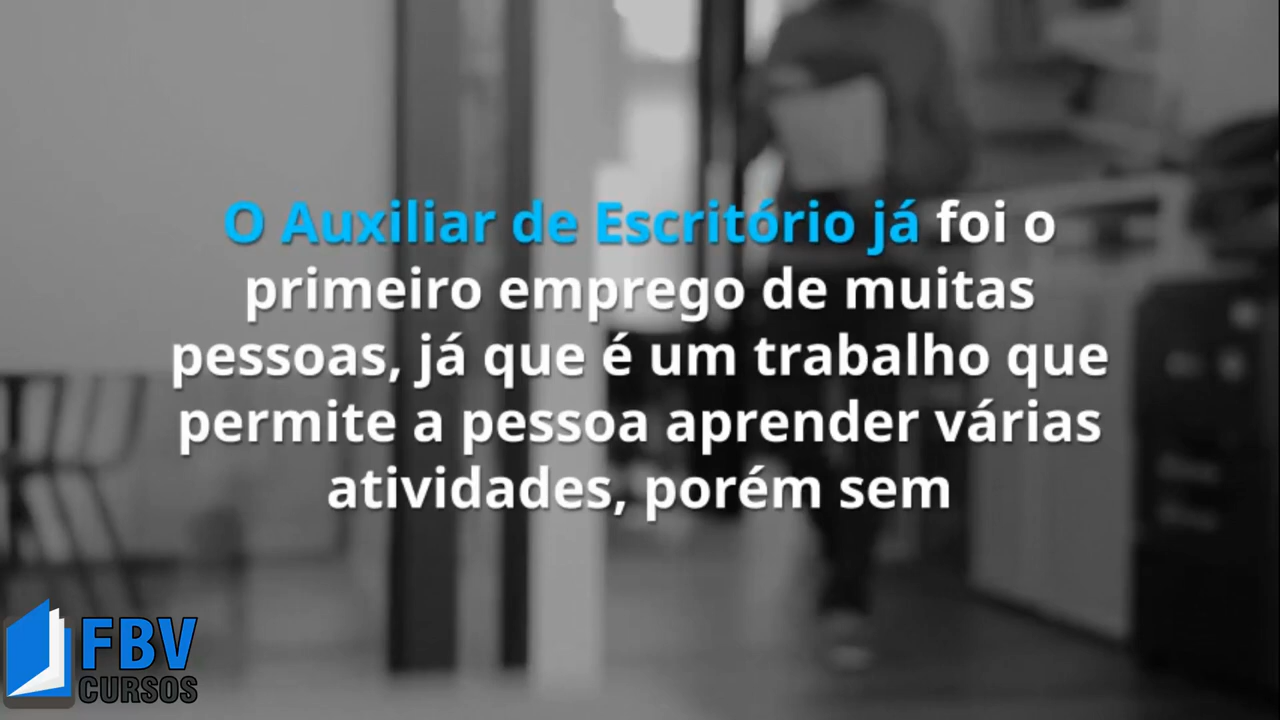 O Auxiliar de Escritório já foi o
primeiro emprego de muitas
pessoas, já que é um trabalho que
permite a pessoa aprender várias
atividades, porém sem
FBV
CURSOS